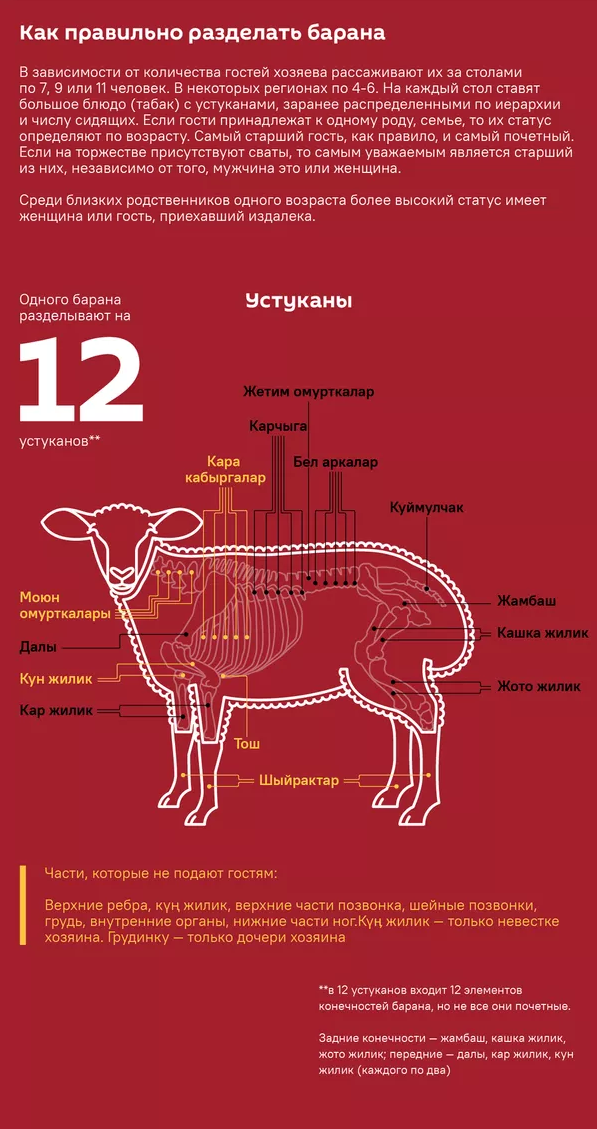 Как правильно разделать барана
В зависимости от количества гостей хозяева рассаживают их за столами
по 7, 9 или 11 человек. В некоторых регионах по 4-6. На каждый стол ставят
большое блюдо (табак) с устуканами, заранее распределенными по иерархии
и числу сидящих. Если гости принадлежат к одному роду, семье, то их статус
определяют по возрасту. Самый старший гость, как правило, и самый почетный.
Если на торжестве присутствуют сваты, то самым уважаемым является старший
из них, независимо от того, мужчина это или женщина.
Среди близких родственников одного возраста более высокий статус имеет
женщина или гость, приехавший издалека.
Одного барана
разделывают на
12
устуканов**
Устуканы
Жетим омурткалар
Карчыга
Кара
кабыргалар
Бел аркалар
Куймулчак
Моюн
омурткалары
Далы
Кун жилик
Кар жилик
Жамбаш
Кашка жилик
Жото жилик
Тош
Шыйрактар
Части, которые не подают гостям:
Верхние ребра, күң жилик, верхние части позвонка, шейные позвонки,
грудь, внутренние органы, нижние части ног.Күң жилик — только невестке
хозяина. Грудинку — только дочери хозяина
**в 12 устуканов входит 12 элементов
конечностей барана, но не все они почетные.
Задние конечности — жамбаш, кашка жилик,
жото жилик; передние — далы, кар жилик, кун
жилик (каждого по два)